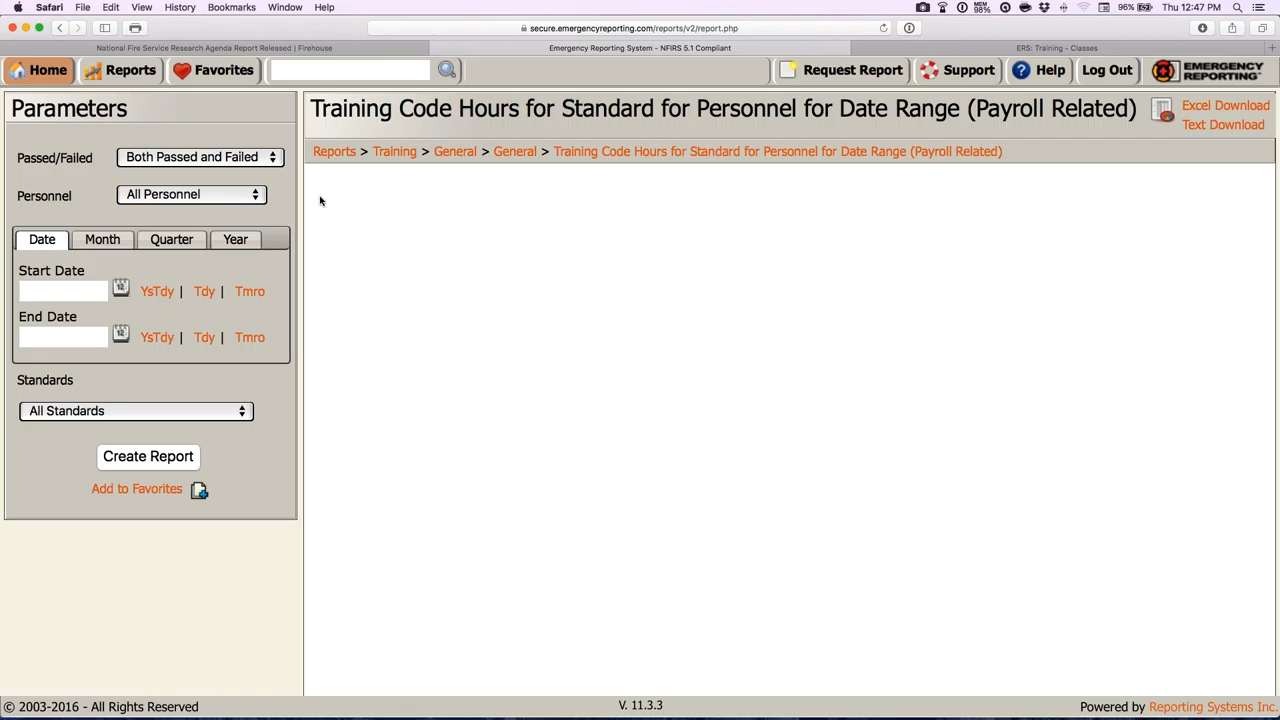 Safari File Edit View History Bookmarks Window Help MEM 98% 96% Thu 12:47 PM
secure.emergencyreporting.com/reports/v2/report.php
National Fire Service Research Agenda Report Released | Firehouse Emergency Reporting System - NFIRS 5.1 Compliant ERS: Training - Classes
Home Reports Favorites Request Report Support Help Log Out EMERGENCY REPORTING
Parameters
Passed/Failed Both Passed and Failed
Personnel All Personnel
Date Month Quarter Year
Start Date
12 YsTdy | Tdy | Tmro
End Date
12 YsTdy | Tdy | Tmro
Standards
All Standards
Create Report
Add to Favorites
Training Code Hours for Standard for Personnel for Date Range (Payroll Related)
Excel Download
Text Download
Reports > Training > General > General > Training Code Hours for Standard for Personnel for Date Range (Payroll Related)
© 2003-2016 - All Rights Reserved V. 11.3.3 Powered by Reporting Systems Inc.